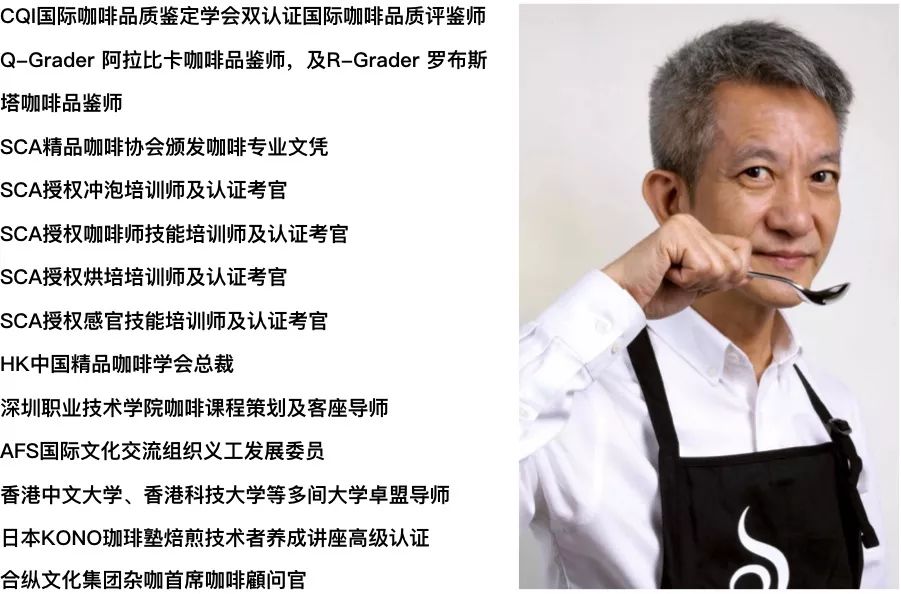 CQI国际咖啡品质鉴定学会双认证国际咖啡品质评鉴师
Q-Grader 阿拉比卡咖啡品鉴师，及R-Grader 罗布斯
塔咖啡品鉴师
SCA精品咖啡协会颁发咖啡专业文凭
SCA授权冲泡培训师及认证考官
SCA授权咖啡师技能培训师及认证考官
SCA授权烘培培训师及认证考官
SCA授权感官技能培训师及认证考官
HK中国精品咖啡学会总裁
深圳职业技术学院咖啡课程策划及客座导师
AFS国际文化交流组织义工发展委员
香港中文大学、香港科技大学等多间大学卓盟导师
日本KONO珈琲塾焙煎技术者养成讲座高级认证
合纵文化集团杂咖首席咖啡顧问官